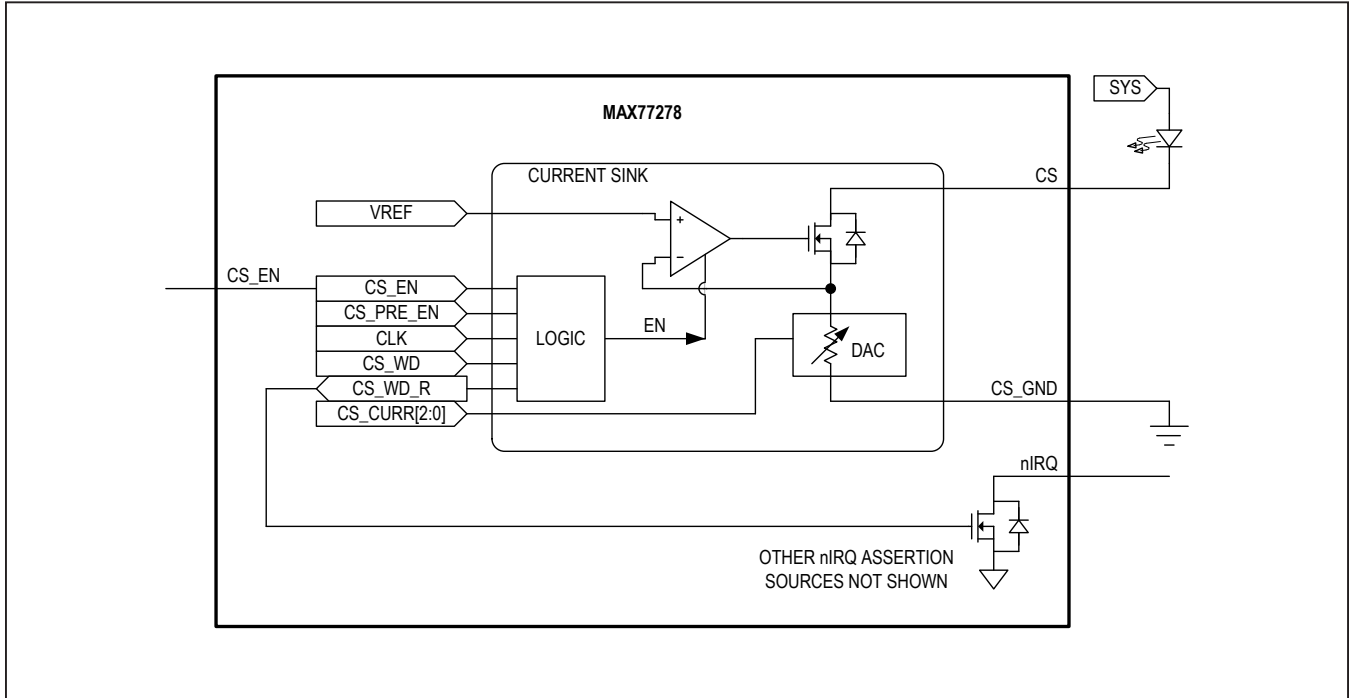 MAX77278
SYS
CURRENT SINK
CS
VREF
+
−
CS_EN
CS_EN
CS_PRE_EN
CLK
CS_WD
CS_WD_R
CS_CURR[2:0]
LOGIC
EN
DAC
CS_GND
nIRQ
OTHER nIRQ ASSERTION
SOURCES NOT SHOWN